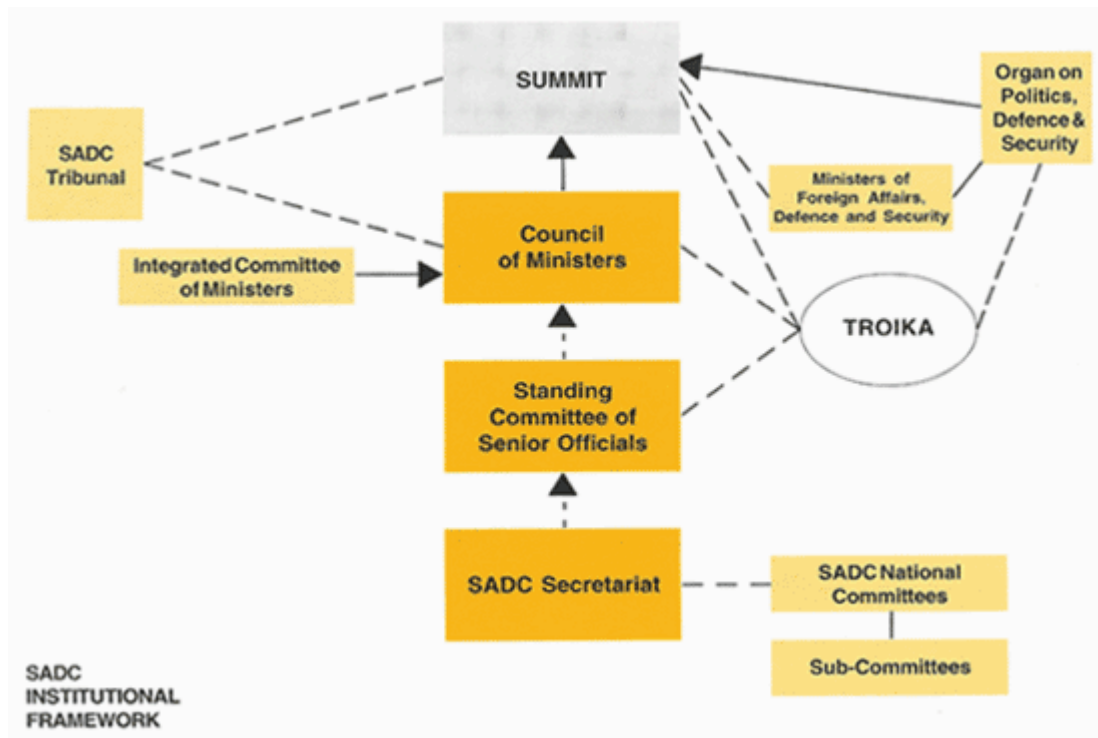 SUMMIT
Organ on
Politics,
Defence &
Security
SADC
Tribunal
Ministers of
Foreign Affairs,
Defence and Security
Council
of Ministers
Integrated Committee
of Ministers
TROIKA
Standing
Committee of
Senior Officials
SADC Secretariat
SADC National
Committees
Sub-Committees
SADC
INSTITUTIONAL
FRAMEWORK